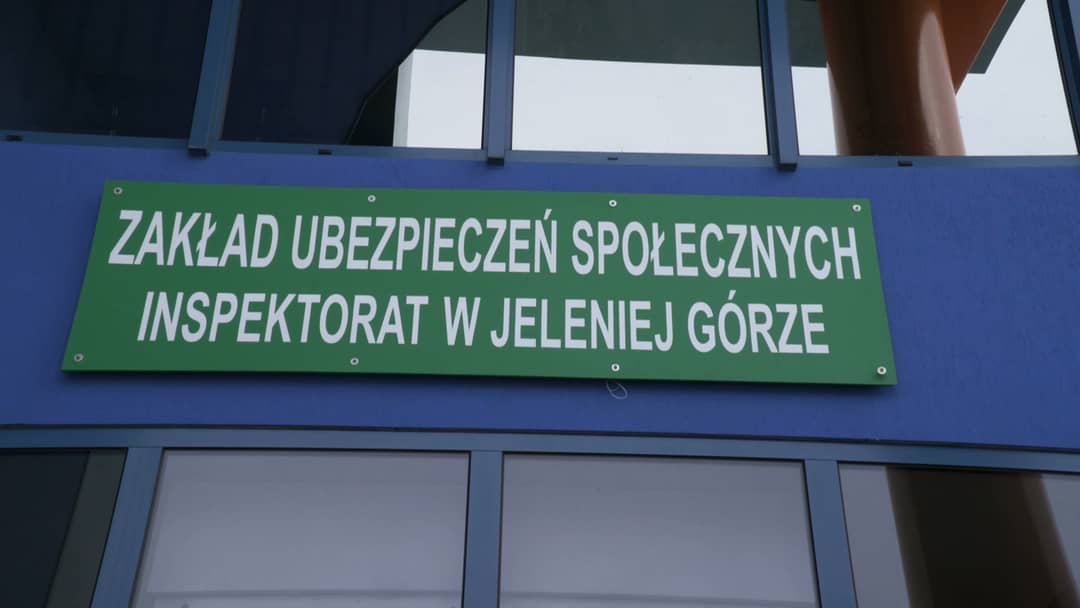 ZAKŁAD UBEZPIECZEŃ SPOŁECZNYCH
INSPEKTORAT W JELENIEJ GÓRZE